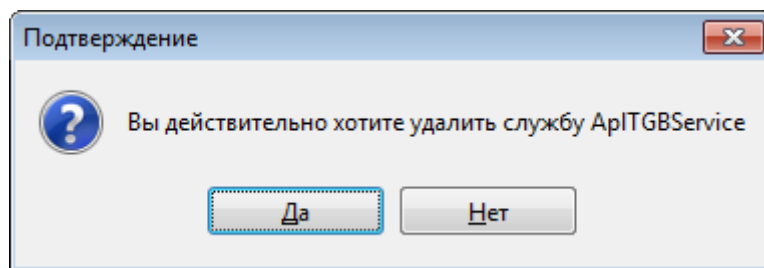 Подтверждение
Вы действительно хотите удалить службу ApITGBService
Да
Нет